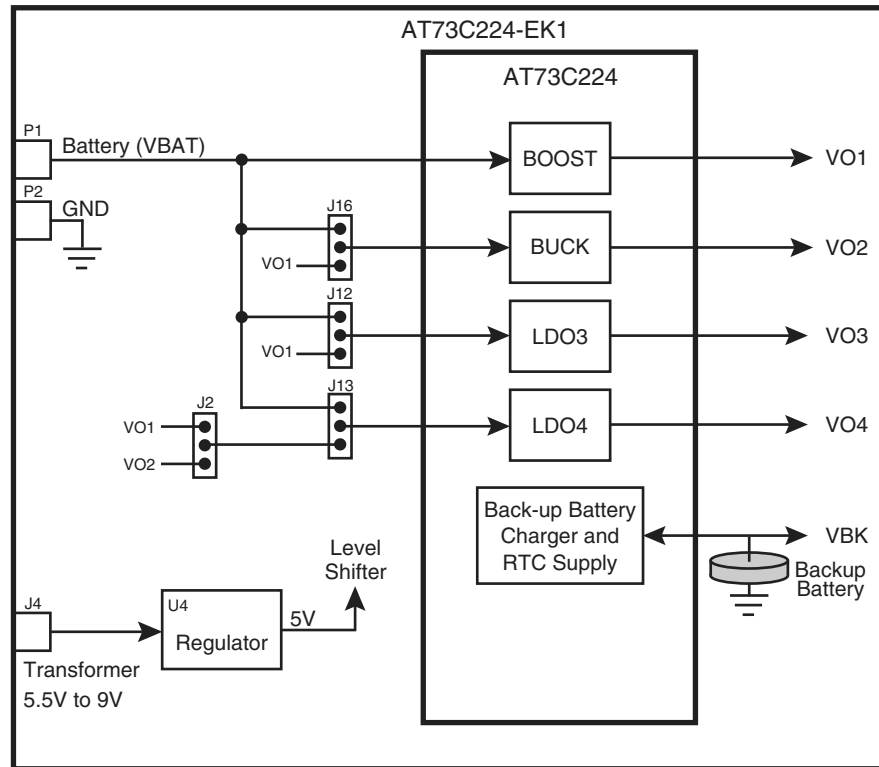 AT73C224-EK1
AT73C224
P1
Battery (VBAT)
BOOST
VO1
P2
GND
J16
VO1
BUCK
VO2
J12
VO1
LDO3
VO3
J13
J2
VO1
VO2
LDO4
VO4
Back-up Battery
Charger and
RTC Supply
VBK
Backup
Battery
Level
Shifter
J4
U4
Regulator
5V
Transformer
5.5V to 9V